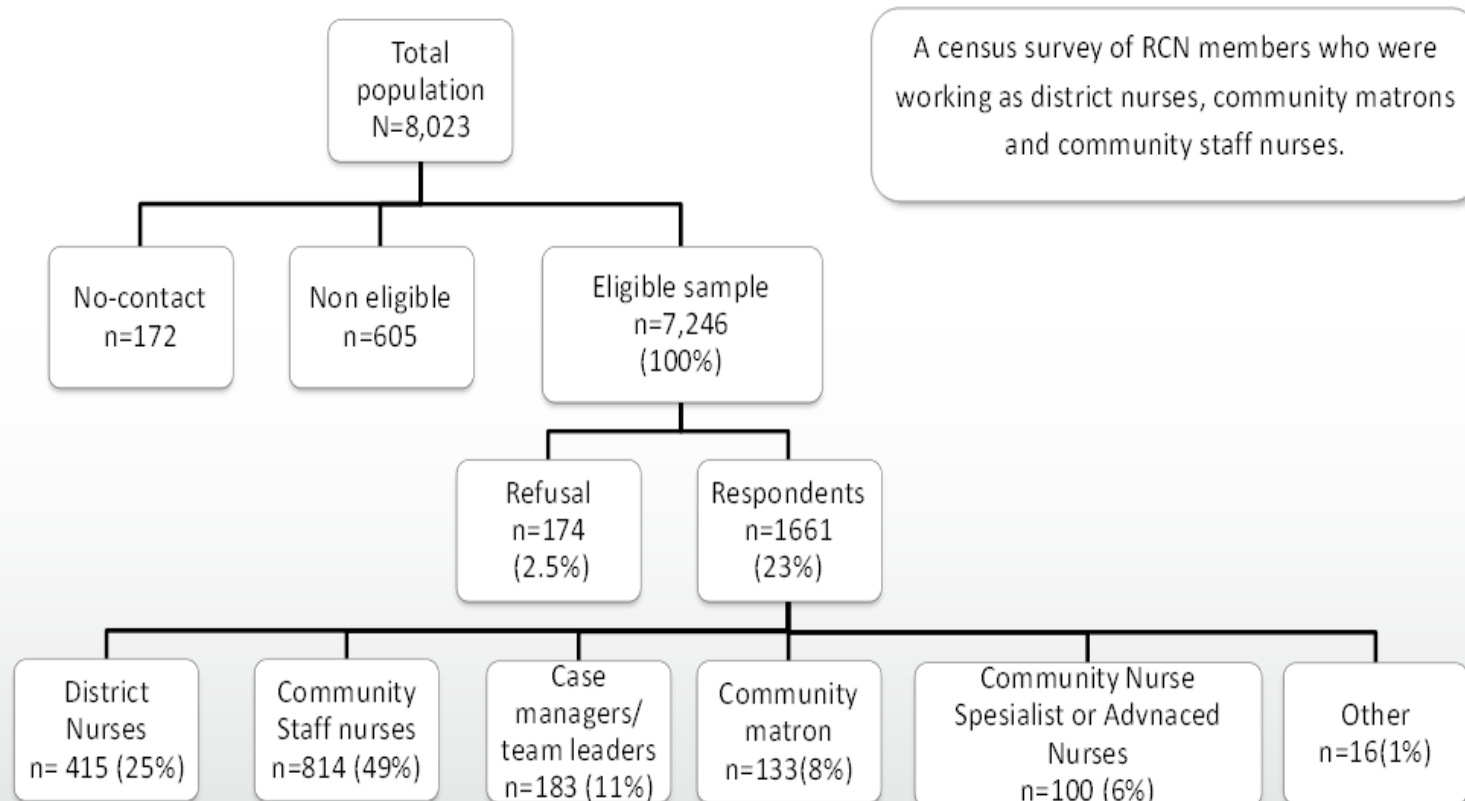 Total
population
N=8,023
A census survey of RCN members who were
working as district nurses, community matrons
and community staff nurses.
No-contact
n=172
Non eligible
n=605
Eligible sample
n=7,246
(100%)
Refusal
n=174
(2.5%)
Respondents
n=1661
(23%)
District
Nurses
n= 415 (25%)
Community
Staff nurses
n=814 (49%)
Case
managers/
team leaders
n=183 (11%)
Community
matron
n=133(8%)
Community Nurse
Spesialist or Advnaced
Nurses
n=100 (6%)
Other
n=16(1%)